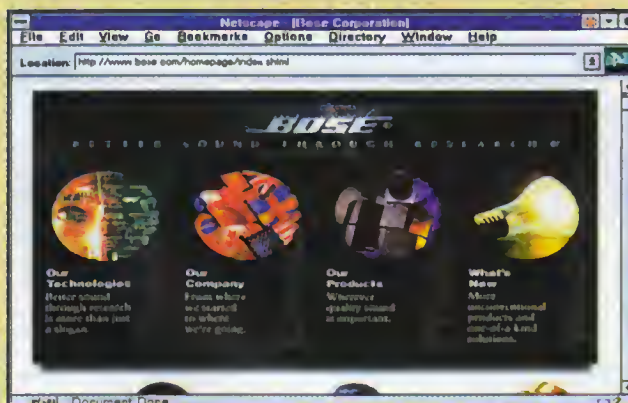 Netscape - [Bose Corporation]
File Edit View Go Bookmarks Options Directory Window Help
Location: http://www.bose.com/homepage/index.shtml
BOSE®
BETTER SOUND THROUGH RESEARCH®
Our
Technologies
Better sound
through research
is more than just
a slogan.
Our
Company
From where
we started
to where
we're going.
Our
Products
Wherever
quality sound
is important.
What's
New
More
unconventional
products and
one-of-a-kind
solutions.
Document: Done